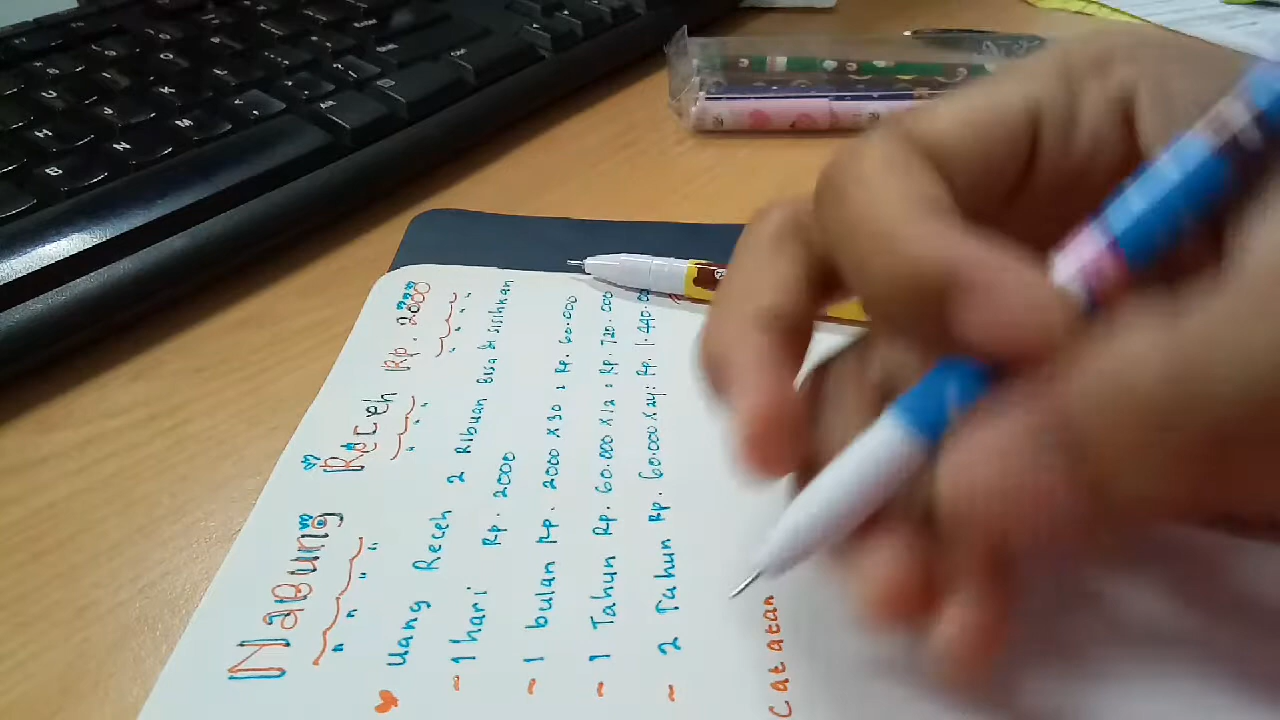 Nabung Receh Rp. 2000
Uang Receh 2 Ribuan Bisa di sisihkan
- 1 hari Rp. 2000
- 1 bulan Rp. 2000 x 30 = Rp. 60.000
- 1 Tahun Rp. 60.000 x 12 = Rp. 720.000
- 2 Tahun Rp. 60.000 x 24 = Rp. 1.440.00
Catatan